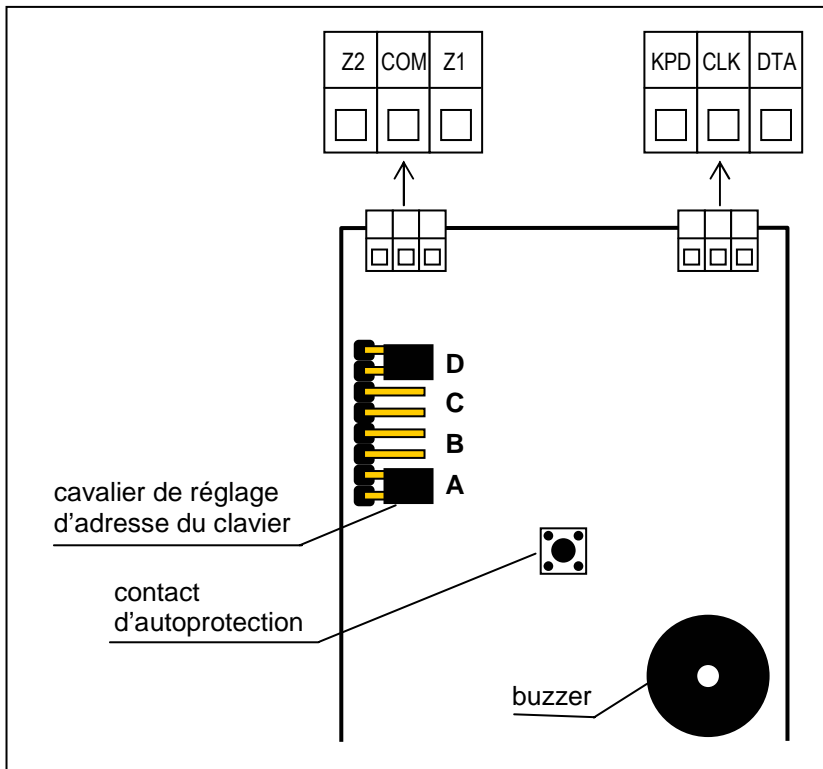 Z2 COM Z1
KPD CLK DTA
D
C
B
A
cavalier de réglage
d’adresse du clavier
contact
d’autoprotection
buzzer